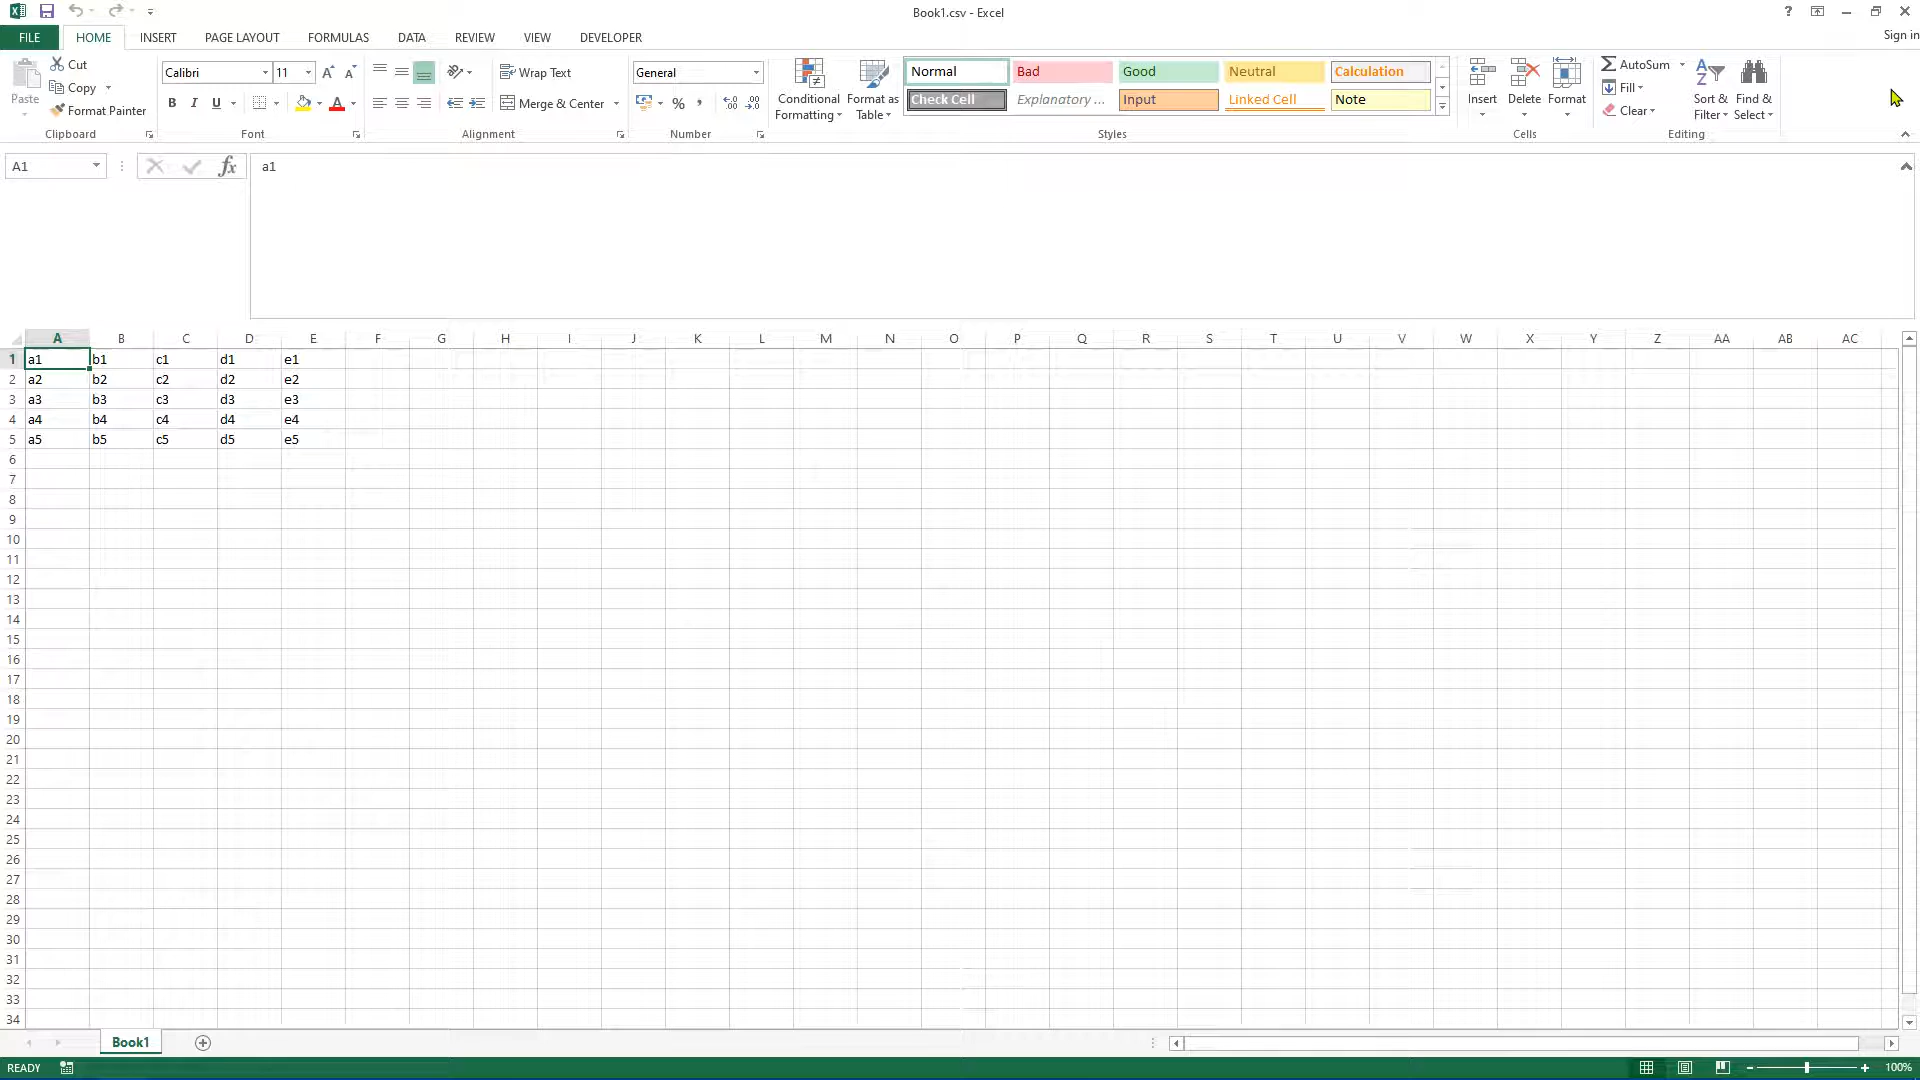 Book1.csv - Excel
?
FILE HOME INSERT PAGE LAYOUT FORMULAS DATA REVIEW VIEW DEVELOPER
Sign in
Paste
Cut
Copy
Format Painter
Clipboard
Calibri 11
B I U
Font
Wrap Text
Merge & Center
Alignment
General
%
Number
Conditional Formatting
Format as Table
Normal Bad Good Neutral Calculation
Check Cell Explanatory ... Input Linked Cell Note
Styles
Insert Delete Format
Cells
AutoSum
Fill
Clear
Sort & Filter
Find & Select
Editing
A1 fx a1
A B C D E F G H I J K L M N O P Q R S T U V W X Y Z AA AB AC
1 a1 b1 c1 d1 e1
2 a2 b2 c2 d2 e2
3 a3 b3 c3 d3 e3
4 a4 b4 c4 d4 e4
5 a5 b5 c5 d5 e5
6
7
8
9
10
11
12
13
14
15
16
17
18
19
20
21
22
23
24
25
26
27
28
29
30
31
32
33
34
Book1
READY
100%